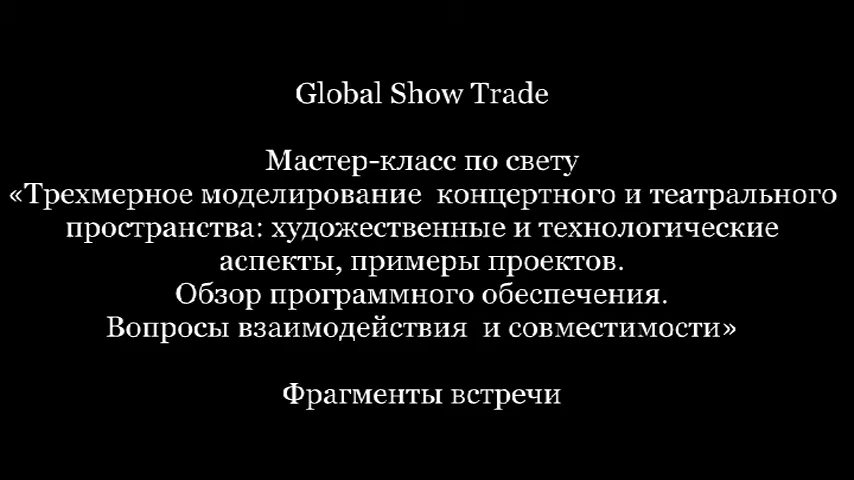 Global Show Trade
Мастер-класс по свету
«Трехмерное моделирование концертного и театрального
пространства: художественные и технологические
аспекты, примеры проектов.
Обзор программного обеспечения.
Вопросы взаимодействия и совместимости»
Фрагменты встречи